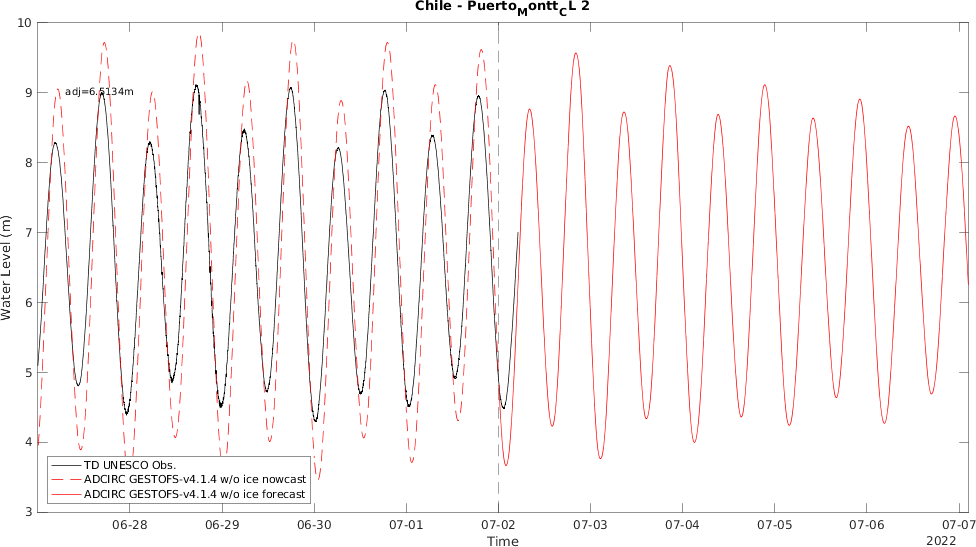 Chile - Puerto_Montt_CL 2
10
9
8
7
6
5
4
3
Water Level (m)
adj=6.5134m
TD UNESCO Obs.
ADCIRC GESTOFS-v4.1.4 w/o ice nowcast
ADCIRC GESTOFS-v4.1.4 w/o ice forecast
06-28
06-29
06-30
07-01
07-02
07-03
07-04
07-05
07-06
07-07
Time
2022